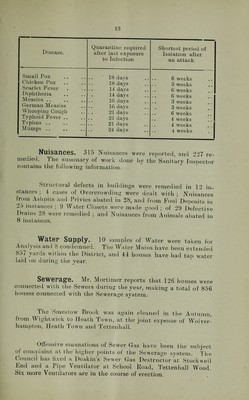 13
Disease.
Quarantine required after last exposure to Infection
Shortest period of Isolation after an attack
Small Pox .. .. 18 days .. 6 weeks
Chicken Pox .. .. 18 days .. 3 weeks
Scarlet Fever .. 14 days .. 6 weeks
Diphtheria .. .. 14 days .. 6 weeks
Measles .. .. 16 days .. 3 weeks
German Measles .. 16 days .. 3 weeks
Whooping Cough .. 21 days .. 6 weeks
Typhoid Fever .. 21 days .. 6 weeks
Typhus .. .. 21 days .. 6 weeks
Mumps .. .. 24 days .. 4 weeks
Nuisances. 315 Nuisances were reported, and 227 re-
medied. The summary of work done by the Sanitary Inspector
contains the following information.
Structural defects in buildings were remedied in 12 in-
stances; 4 cases of Overcrowding were dealt with; Nuisances
from Ashpits and Privies abated in 28, and from Foul Deposits in
25 instances; 9 Water Closets were made good; of 29 Defective
Drains 28 were remedied; and Nuisances from Animals abated in
8 instances.
Water Supply. 10 samples of Water were taken for
Analysis and 8 condemned. The Water Mains have been extended
857 yards within the District, and 44 houses have had tap water
laid on during the year.
Sewerage. Mr. Mortimer reports that 126 houses were
connected with the Sewers during the year, making a total of 856
houses connected with the Sewerage system.
The Smestow Brook was again cleaned in the Autumn,
from Wightwick to Heath Town, at the joint expense of Wolver-
hampton, Heath Town and Tettenhall.
Offensive emanations of Sewer Gas have been the subject
of complaint at the higher points of the Sewerage system. The
Council has fixed a Deakin's Sewer Gas Destructor at Stockwell
End and a Pipe Ventilator at School Road, Tettenhall Wood.
Six more Ventilators are in the course of erection.